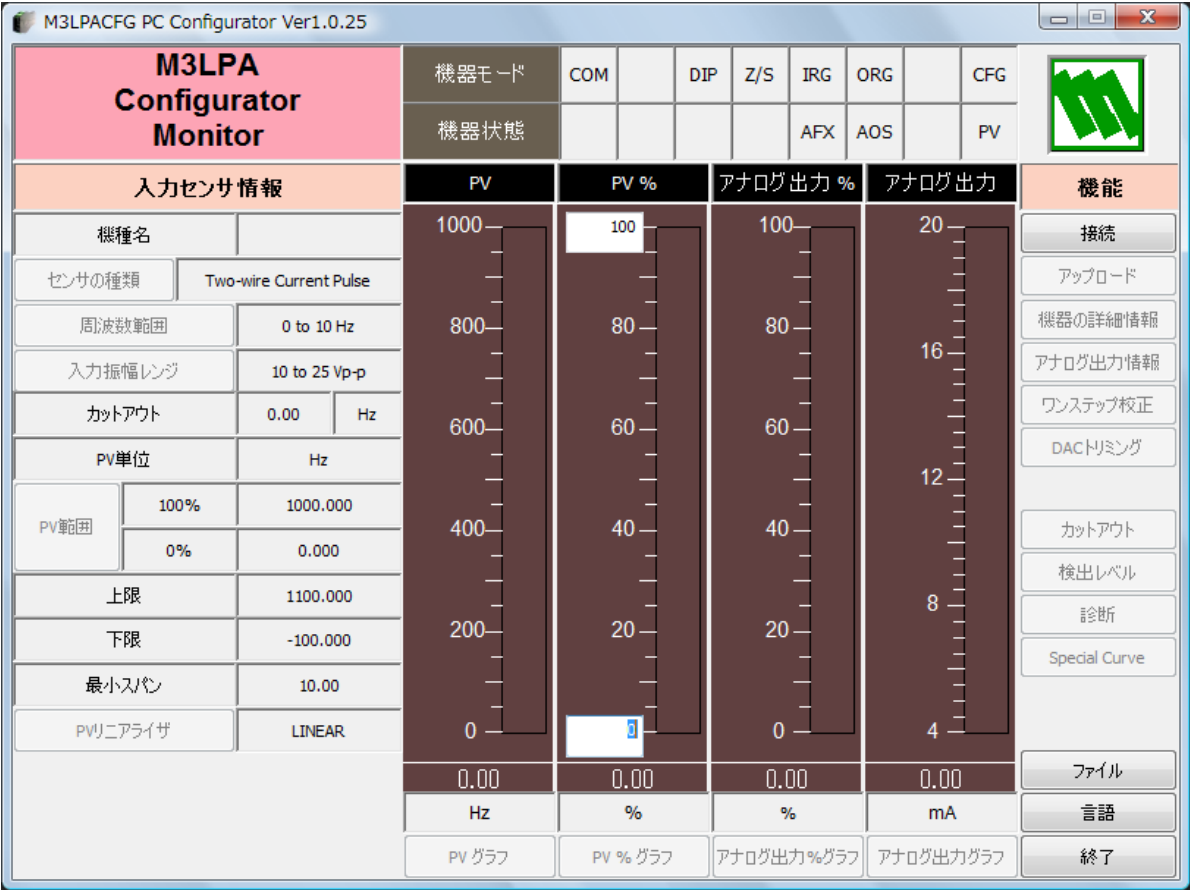 M3LPACFG PC Configurator Ver1.0.25
M3LPA
Configurator
Monitor
機器モード
COM
DIP
Z/S
IRG
ORG
CFG
機器状態
AFX
AOS
PV
入力センサ情報
機種名
センサの種類
Two-wire Current Pulse
周波数範囲
0 to 10 Hz
入力振幅レンジ
10 to 25 Vp-p
カットアウト
0.00
Hz
PV単位
Hz
PV範囲
100%
1000.000
0%
0.000
上限
1100.000
下限
-100.000
最小スパン
10.00
PVリニアライザ
LINEAR
PV
1000
800
600
400
200
0
0.00
Hz
PV グラフ
PV %
100
80
60
40
20
0
0.00
%
PV % グラフ
アナログ出力 %
100
80
60
40
20
0
0.00
%
アナログ出力%グラフ
アナログ出力
20
16
12
8
4
0.00
mA
アナログ出力グラフ
機能
接続
アップロード
機器の詳細情報
アナログ出力情報
ワンステップ校正
DACトリミング
カットアウト
検出レベル
診断
Special Curve
ファイル
言語
終了